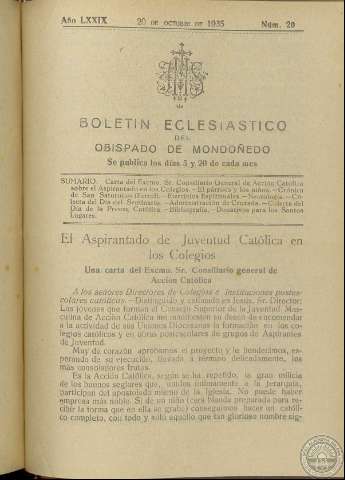 Año LXXIX 20 DE OCTUBRE DE 1935 Núm. 20
BOLETIN ECLESIASTICO
DEL
OBISPADO DE MONDOÑEDO
Se publica los días 5 y 20 de cada mes
SUMARIO. Carta del Excmo. Sr. Consiliario General de Acción Católica
sobre el Aspirantado en los Colegios.—El párroco y los niños.—Crónica
de San Saturnino (Ferrol).—Ejercicios Espirituales.—Necrología.—Co-
lecta del Día del Seminario.—Administración de Cruzada.—Colecta del
Día de la Prensa Católica.—Bibliografía.—Donativos para los Santos
Lugares.
El Aspirantado de Juventud Católica en
los Colegios
Una carta del Excmo. Sr. Consiliario general de
Acción Católica
A los señores Directores de Colegios e Instituciones postes-
colares católicas.—Distinguido y estimado en Jesús, Sr. Director:
Los jóvenes que forman el Consejo Superior de la Juventud Mas-
culina de Acción Católica me manifiestan su deseo de encomendar
a la actividad de sus Uniones Diocesanas la formación en los co-
legios católicos y en obras postescolares de grupos de Aspirantes
de Juventud.
Muy de corazón aprobamos el proyecto y le bendecimos, es-
perando de su ejecución, llevada a término delicadamente, los
más consoladores frutos.
Es la Acción Católica, según se ha repetido, la gran milicia
de los buenos seglares que, unidos íntimamente a la Jerarquía,
participan del apostolado mismo de la Iglesia. No puede haber
empresa más noble. Si de un niño (cera blanda preparada para re-
cibir la forma que en ella se grabe) conseguimos hacer un católi-
co completo, con todo y sólo aquello que tan glorioso nombre sig-